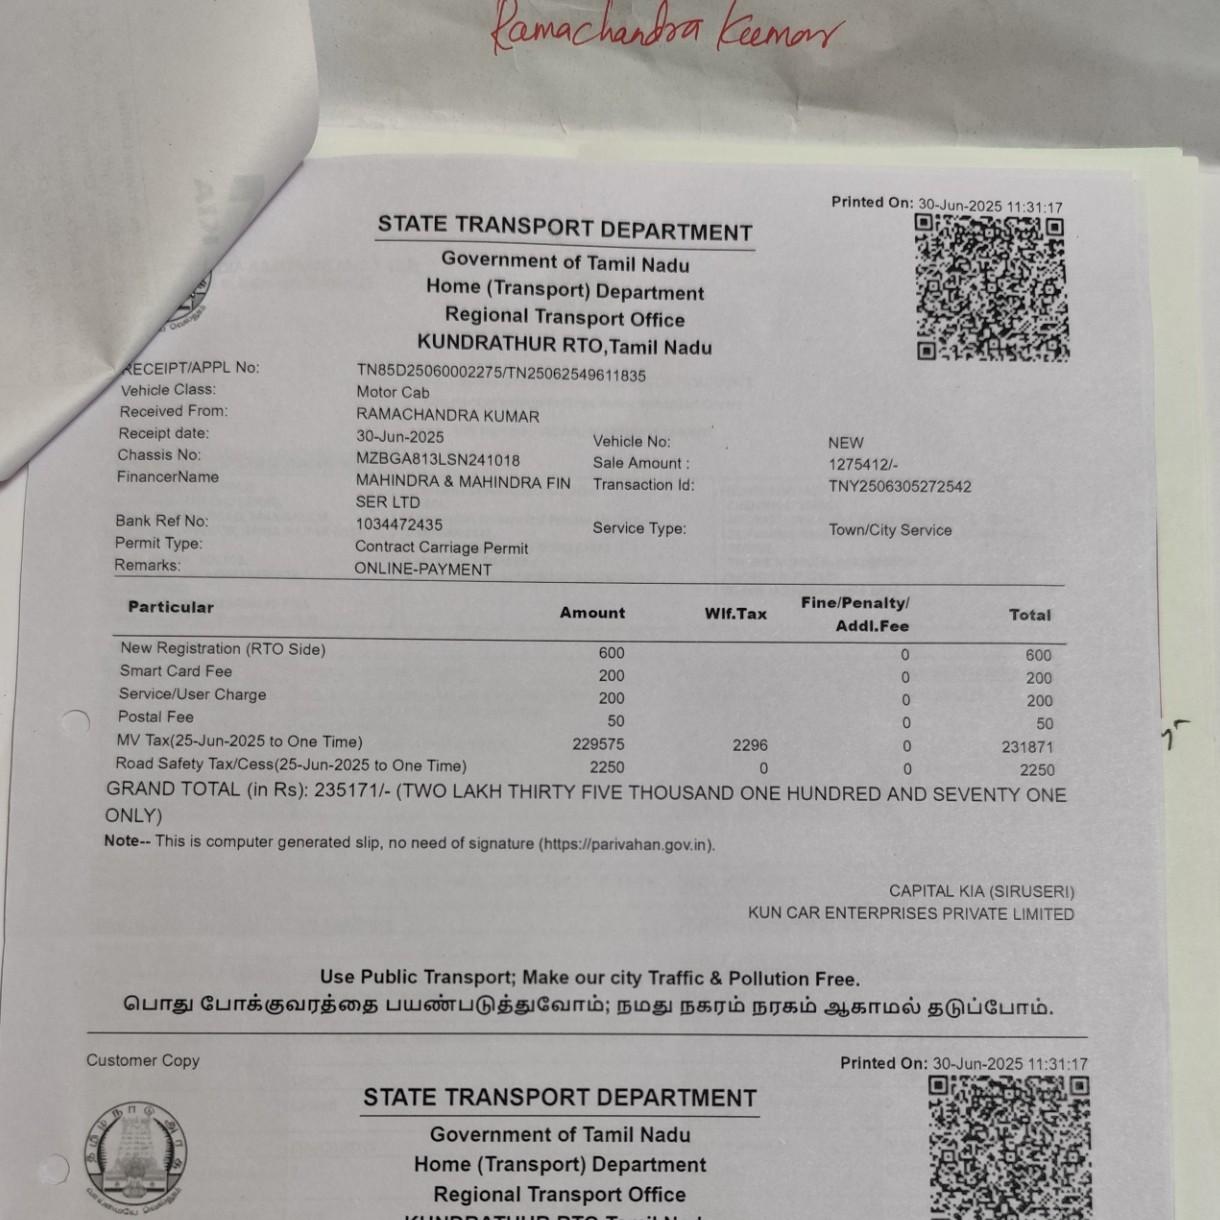 Ramachandra Keemar
Printed On: 30-Jun-2025 11:31:17
STATE TRANSPORT DEPARTMENT
Government of Tamil Nadu
Home (Transport) Department
Regional Transport Office
KUNDRATHUR RTO,Tamil Nadu
RECEIPT/APPL No: TN85D25060002275/TN25062549611835
Vehicle Class: Motor Cab
Received From: RAMACHANDRA KUMAR
Receipt date: 30-Jun-2025 Vehicle No: NEW
Chassis No: MZBGA813LSN241018 Sale Amount : 1275412/-
FinancerName MAHINDRA & MAHINDRA FIN Transaction Id: TNY2506305272542
SER LTD
Bank Ref No: 1034472435 Service Type: Town/City Service
Permit Type: Contract Carriage Permit
Remarks: ONLINE-PAYMENT
Particular Amount Wlf.Tax Fine/Penalty/ Total
Addl.Fee
New Registration (RTO Side) 600 0 600
Smart Card Fee 200 0 200
Service/User Charge 200 0 200
Postal Fee 50 0 50
MV Tax(25-Jun-2025 to One Time) 229575 2296 0 231871
Road Safety Tax/Cess(25-Jun-2025 to One Time) 2250 0 0 2250
GRAND TOTAL (in Rs): 235171/- (TWO LAKH THIRTY FIVE THOUSAND ONE HUNDRED AND SEVENTY ONE
ONLY)
Note-- This is computer generated slip, no need of signature (https://parivahan.gov.in).
CAPITAL KIA (SIRUSERI)
KUN CAR ENTERPRISES PRIVATE LIMITED
Use Public Transport; Make our city Traffic & Pollution Free.
பொது போக்குவரத்தை பயண்படுத்துவோம்; நமது நகரம் நரகம் ஆகாமல் தடுப்போம்.
Customer Copy Printed On: 30-Jun-2025 11:31:17
STATE TRANSPORT DEPARTMENT
Government of Tamil Nadu
Home (Transport) Department
Regional Transport Office
KUNDRATHUR RTO,Tamil Nadu